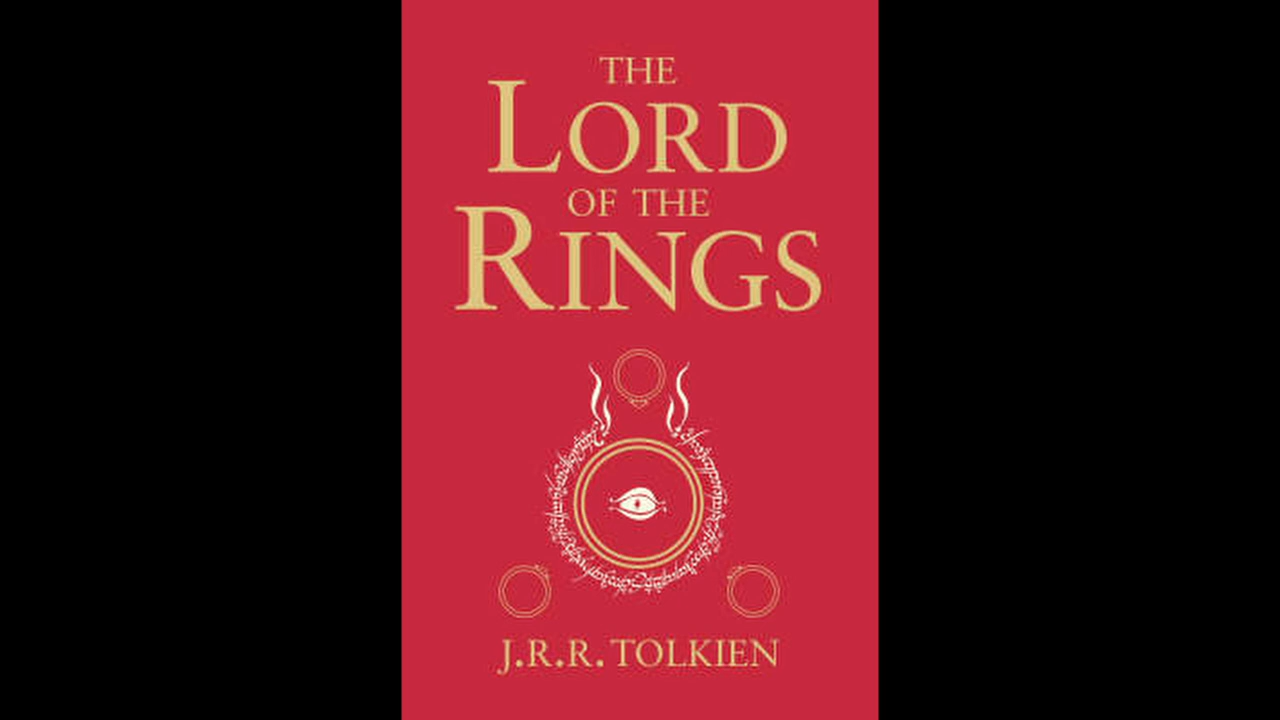 THE
LORD
OF THE
RINGS
J.R.R. TOLKIEN